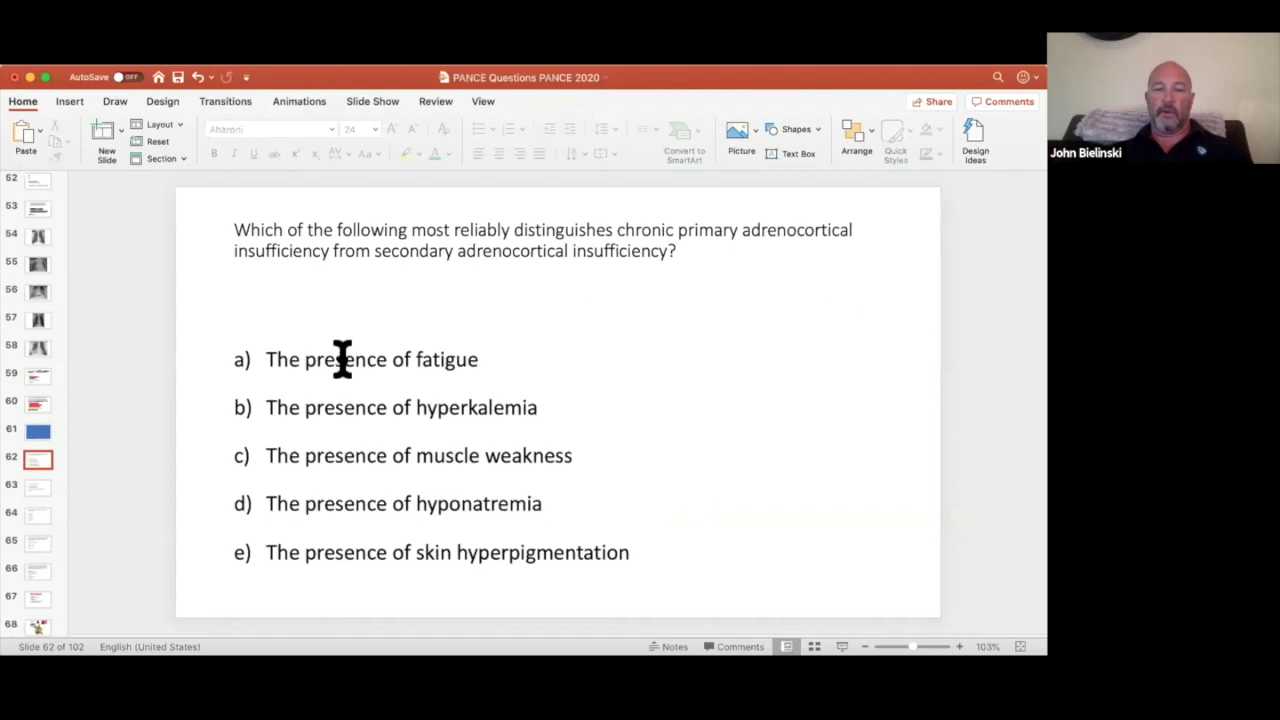 AutoSave OFF
PANCE Questions PANCE 2020
Home Insert Draw Design Transitions Animations Slide Show Review View Share Comments
Paste
New Slide
Layout
Reset
Section
Aharoni 24
Convert to SmartArt
Picture
Shapes
Text Box
Arrange
Quick Styles
Design Ideas
John Bielinski
52
53
54
55
56
57
58
59
60
61
62
63
64
65
66
67
68
Which of the following most reliably distinguishes chronic primary adrenocortical
insufficiency from secondary adrenocortical insufficiency?
a) The presence of fatigue
b) The presence of hyperkalemia
c) The presence of muscle weakness
d) The presence of hyponatremia
e) The presence of skin hyperpigmentation
Slide 62 of 102 English (United States) Notes Comments 103%